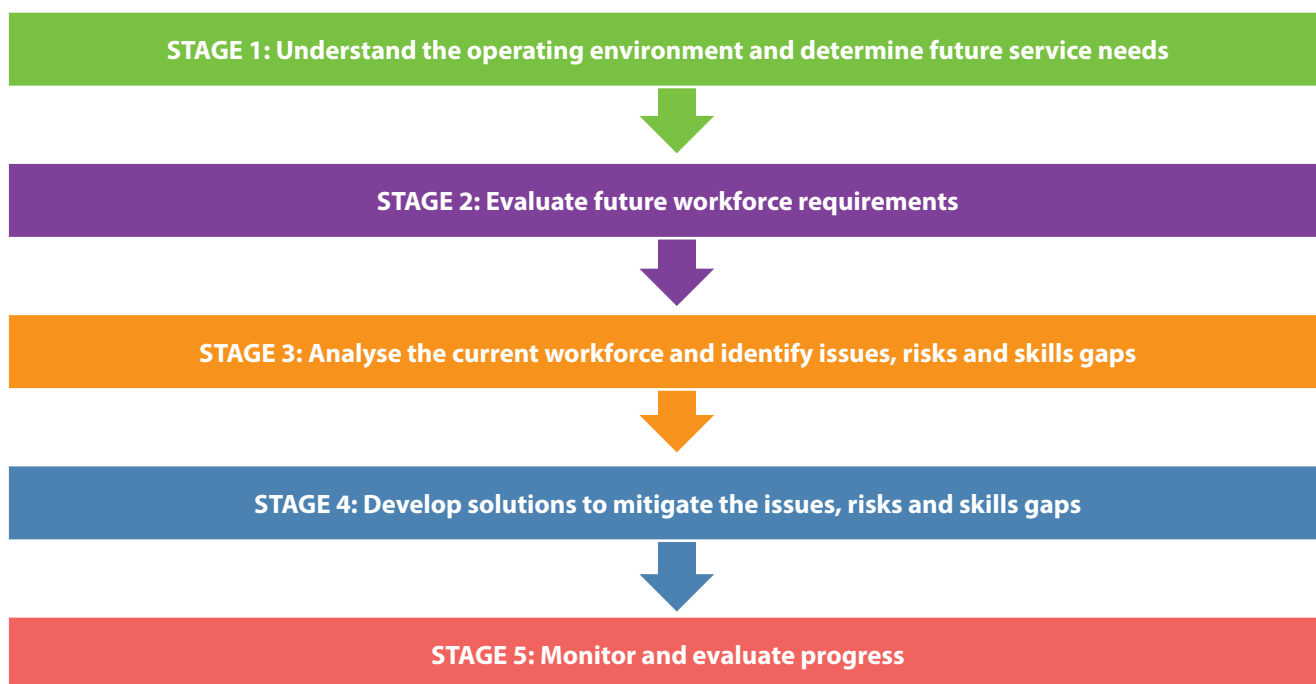 STAGE 1: Understand the operating environment and determine future service needs
STAGE 2: Evaluate future workforce requirements
STAGE 3: Analyse the current workforce and identify issues, risks and skills gaps
STAGE 4: Develop solutions to mitigate the issues, risks and skills gaps
STAGE 5: Monitor and evaluate progress